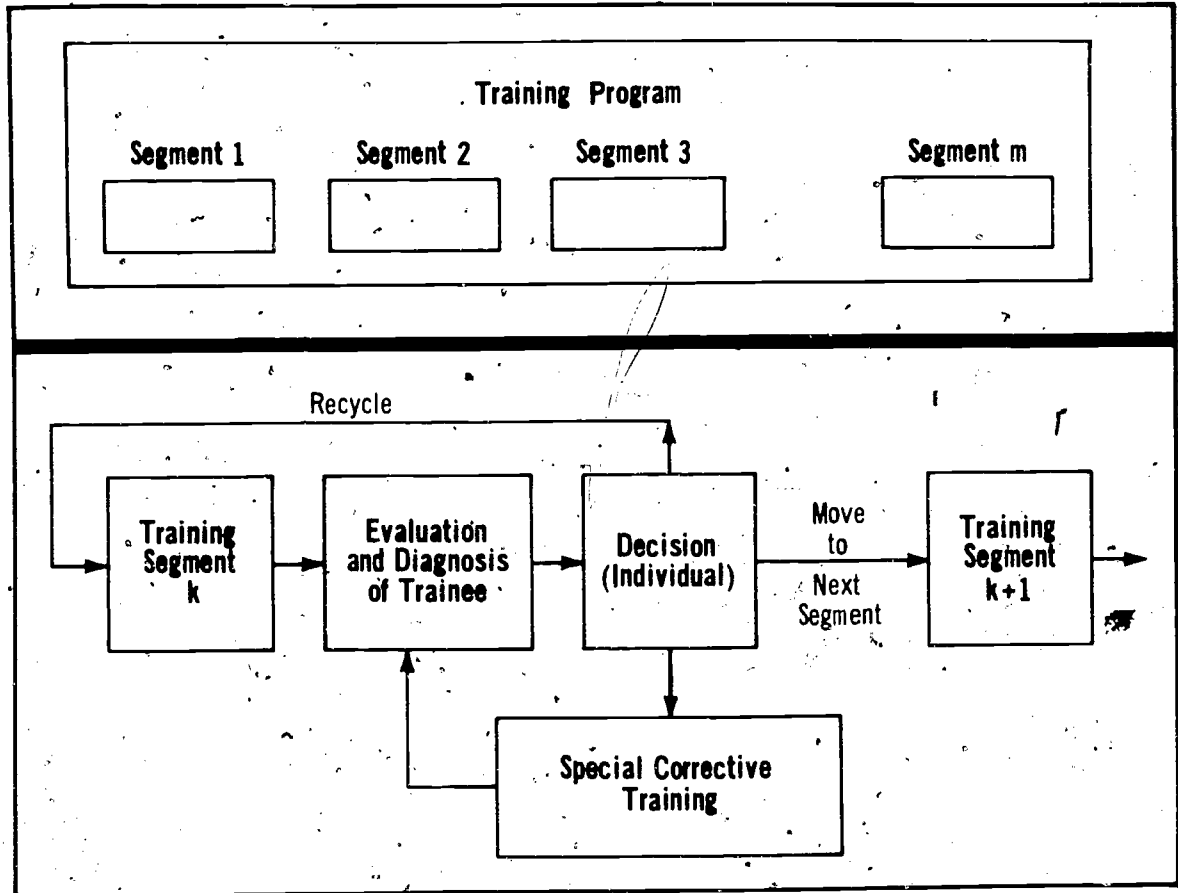 Training Program
Segment 1
Segment 2
Segment 3
Segment m
Recycle
Training
Segment
k
Evaluation
and Diagnosis
of Trainee
Decision
(Individual)
Move
to
Next
Segment
Training
Segment
k+1
Special Corrective
Training